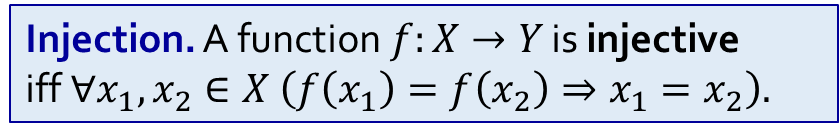 Injection. A function 𝑓: 𝑋 → 𝑌 is injective
iff ∀𝑥₁, 𝑥₂ ∈ 𝑋 (𝑓(𝑥₁) = 𝑓(𝑥₂) ⇒ 𝑥₁ = 𝑥₂).